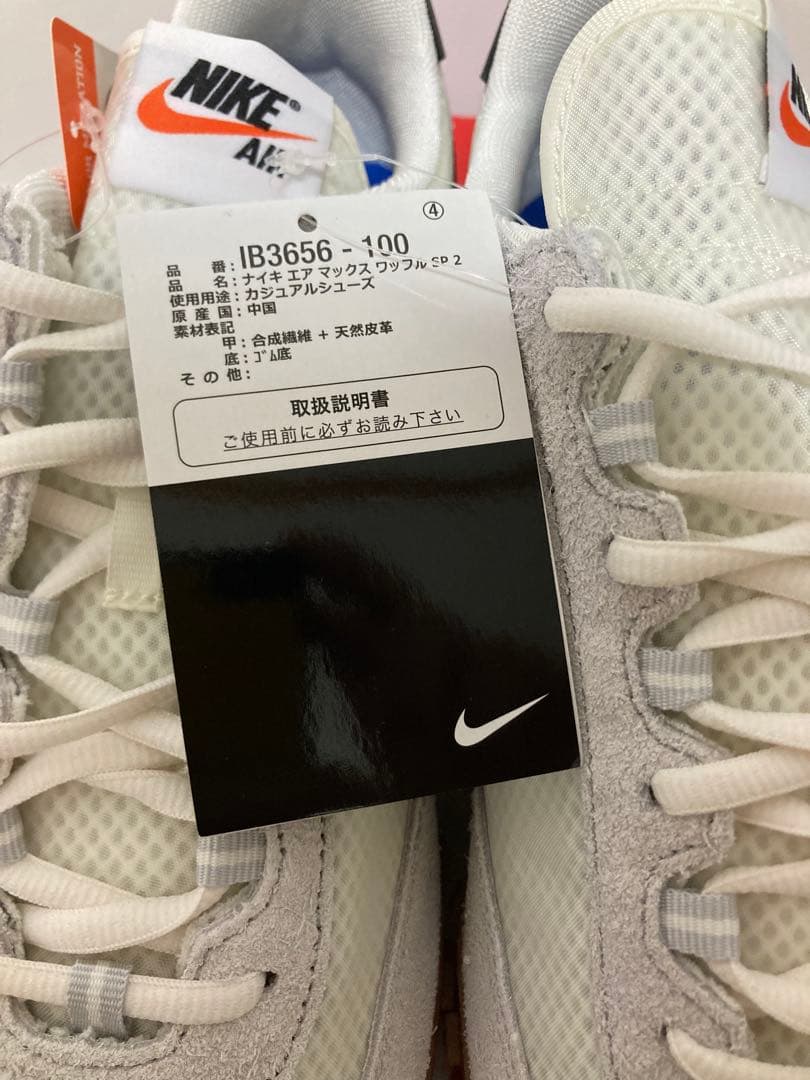 NIKE®
AIR
④
品 番: IB3656 - 100
品 名: ナイキ エア マックス ワッフル SP 2
使用用途: カジュアルシューズ
原 産 国: 中国
素材表記
甲: 合成繊維 + 天然皮革
底: ゴム底
そ の 他:
取扱説明書
ご使用前に必ずお読み下さい